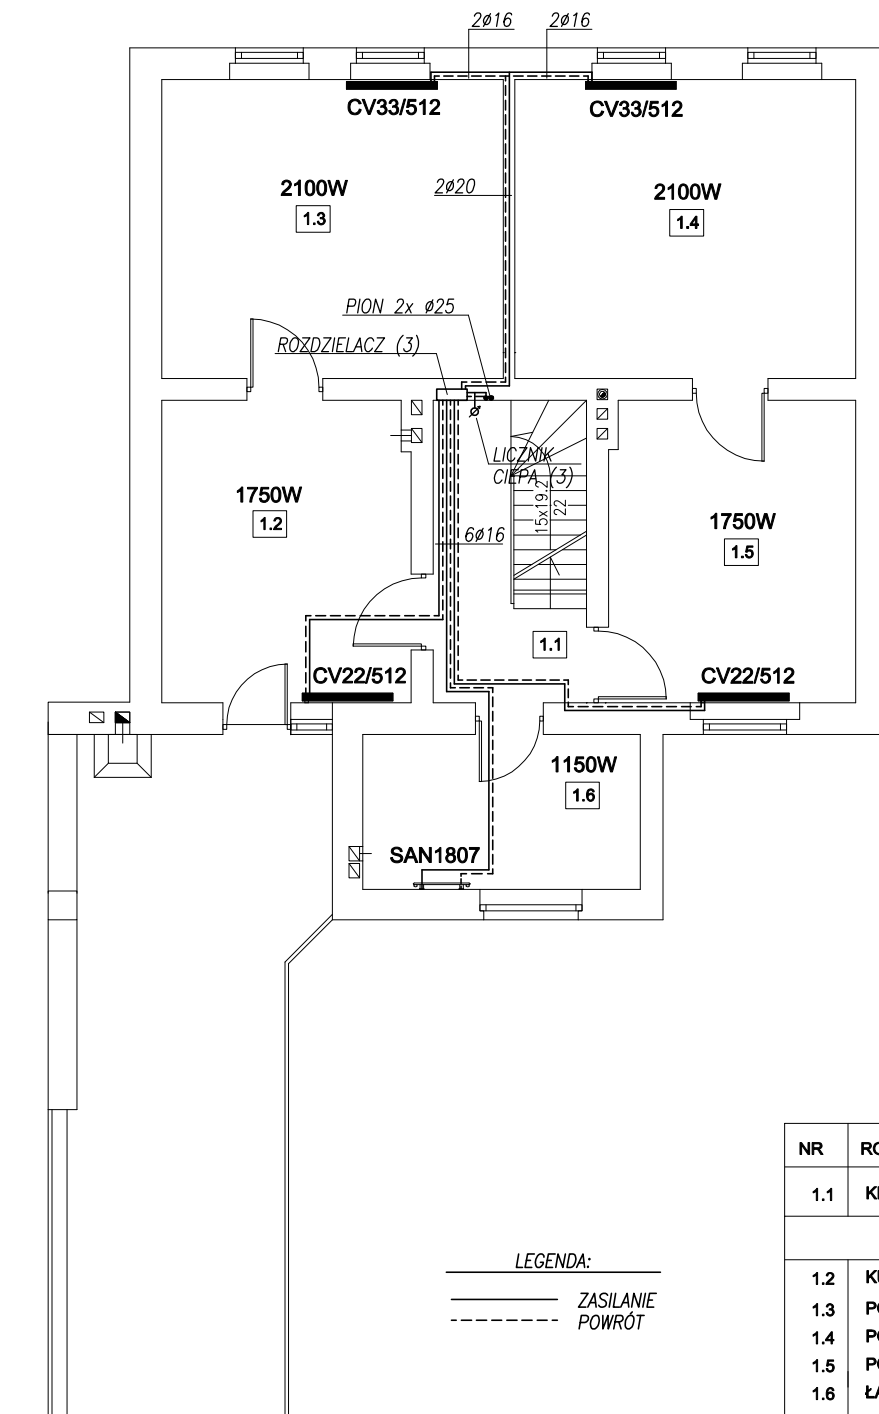 2ø16
2ø16
CV33/512
CV33/512
2100W
1.3
2ø20
2100W
1.4
PION 2x ø25
ROZDZIELACZ (3)
LICZNIK
CIEPA (3)
1750W
1.2
15x19.2
22
1750W
1.5
6ø16
1.1
CV22/512
CV22/512
1150W
1.6
SAN1807
NR
1.1
LEGENDA:
ZASILANIE
POWRÓT
1.2
1.3
1.4
1.5
1.6